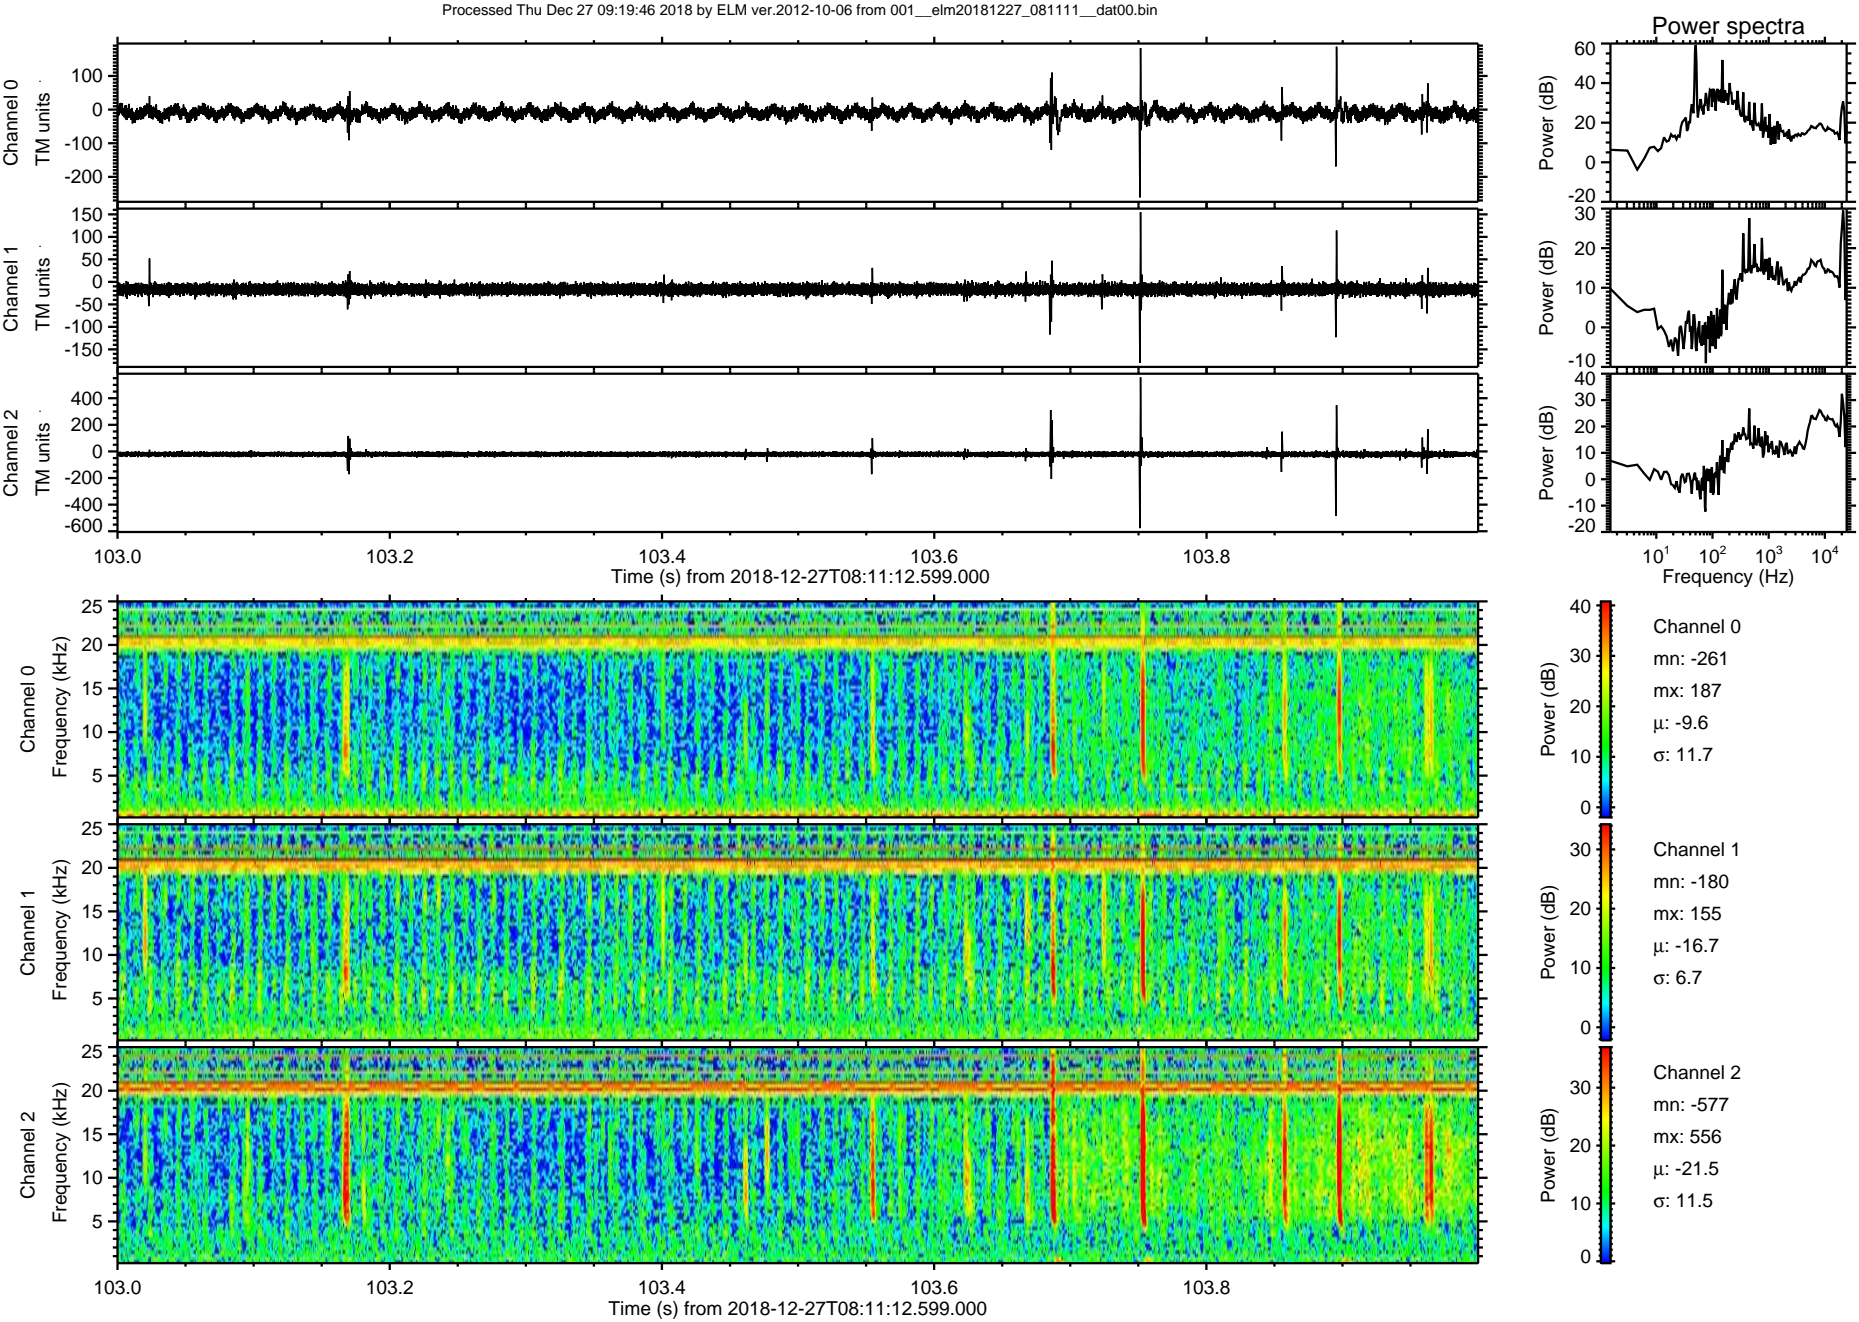 Processed Thu Dec 27 09:19:46 2018 by ELM ver.2012-10-06 from 001__elm20181227_081111__dat00.bin
Power spectra
Channel 0
TM units
100
0
-100
-200
Power (dB)
60
40
20
0
-20
Channel 1
TM units
150
100
50
0
-50
-100
-150
Power (dB)
30
20
10
0
-10
Channel 2
TM units
400
200
0
-200
-400
-600
Power (dB)
40
30
20
10
0
-10
-20
103.0 103.2 103.4 103.6 103.8
Time (s) from 2018-12-27T08:11:12.599.000
10^1 10^2 10^3 10^4
Frequency (Hz)
Channel 0
Frequency (kHz)
25
20
15
10
5
Power (dB)
40
30
20
10
0
Channel 0
mn: -261
mx: 187
μ: -9.6
σ: 11.7
Channel 1
Frequency (kHz)
25
20
15
10
5
Power (dB)
30
20
10
0
Channel 1
mn: -180
mx: 155
μ: -16.7
σ: 6.7
Channel 2
Frequency (kHz)
25
20
15
10
5
Power (dB)
30
20
10
0
Channel 2
mn: -577
mx: 556
μ: -21.5
σ: 11.5
103.0 103.2 103.4 103.6 103.8
Time (s) from 2018-12-27T08:11:12.599.000